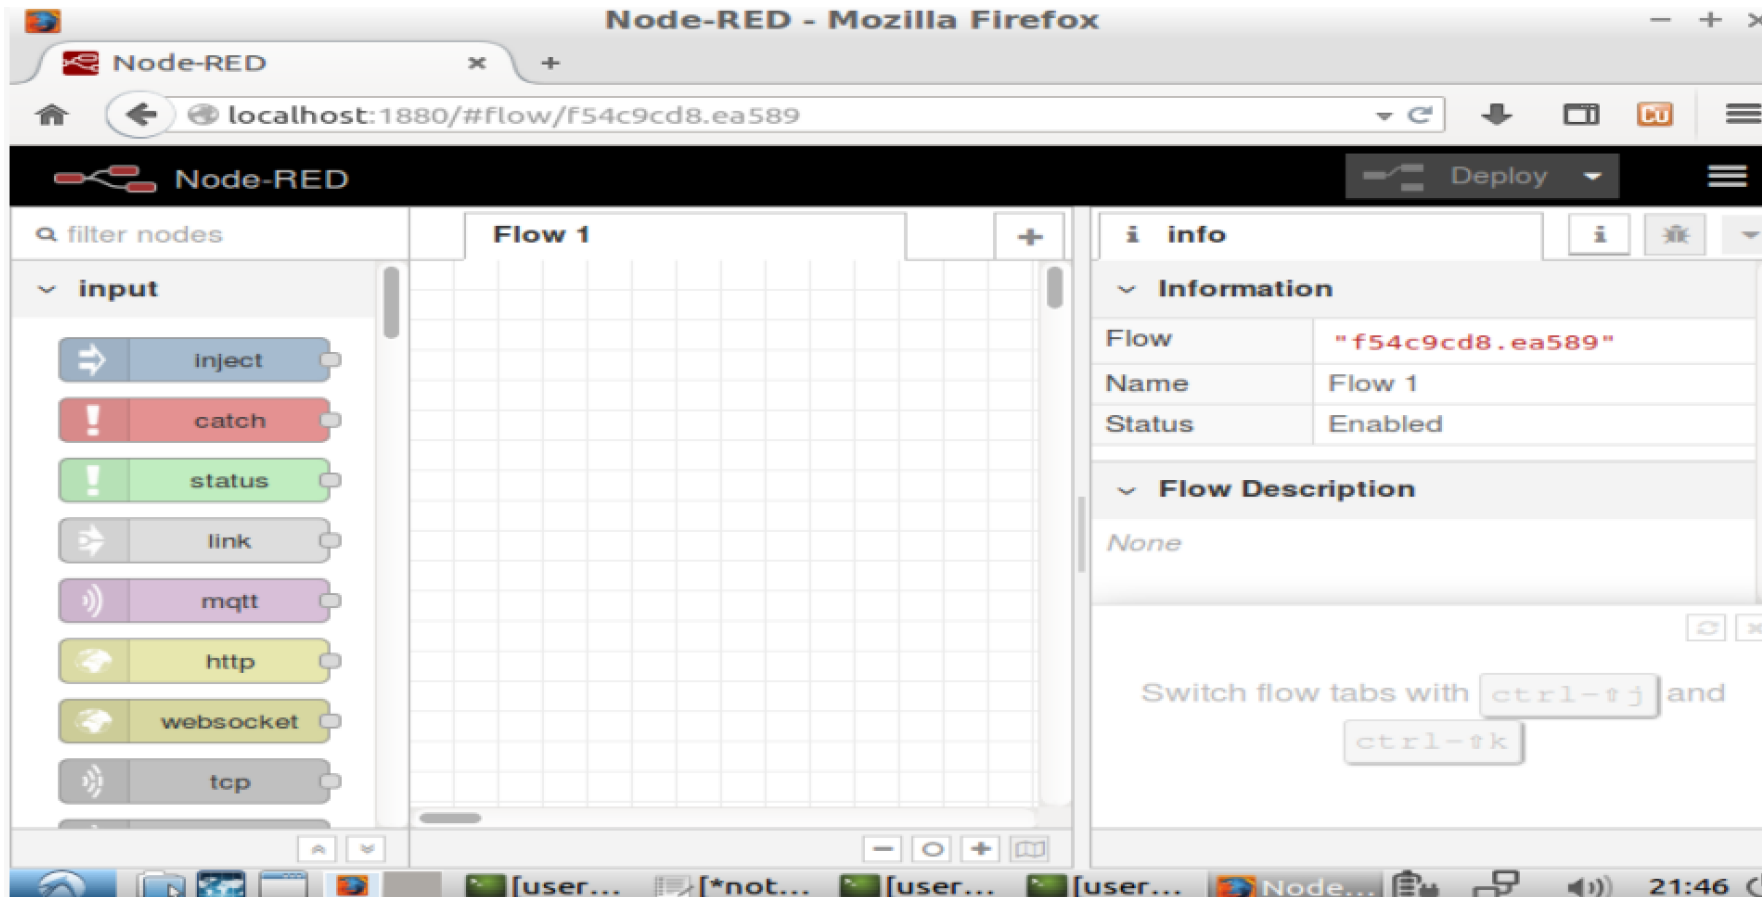 Node-RED - Mozilla Firefox
Node-RED
localhost:1880/#flow/f54c9cd8.ea589
Node-RED
Deploy
filter nodes
Flow 1
info
input
inject
catch
status
link
mqtt
http
websocket
tcp
Information
Flow "f54c9cd8.ea589"
Name Flow 1
Status Enabled
Flow Description
None
Switch flow tabs with ctrl-⇧j and
ctrl-⇧k
[user... [*not... [user... [user... Node... 21:46